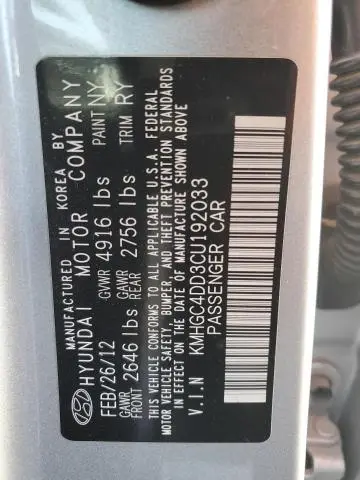 MANUFACTURED IN KOREA BY
HYUNDAI MOTOR COMPANY
FEB/26/12 GVWR 4916 lbs PAINT NY
GAWR FRONT 2646 lbs GAWR REAR 2756 lbs TRIM RY
THIS VEHICLE CONFORMS TO ALL APPLICABLE U.S.A. FEDERAL
MOTOR VEHICLE SAFETY, BUMPER, AND THEFT PREVENTION STANDARDS
IN EFFECT ON THE DATE OF MANUFACTURE SHOWN ABOVE
V.I.N KMHGC4DD3CU192033
PASSENGER CAR